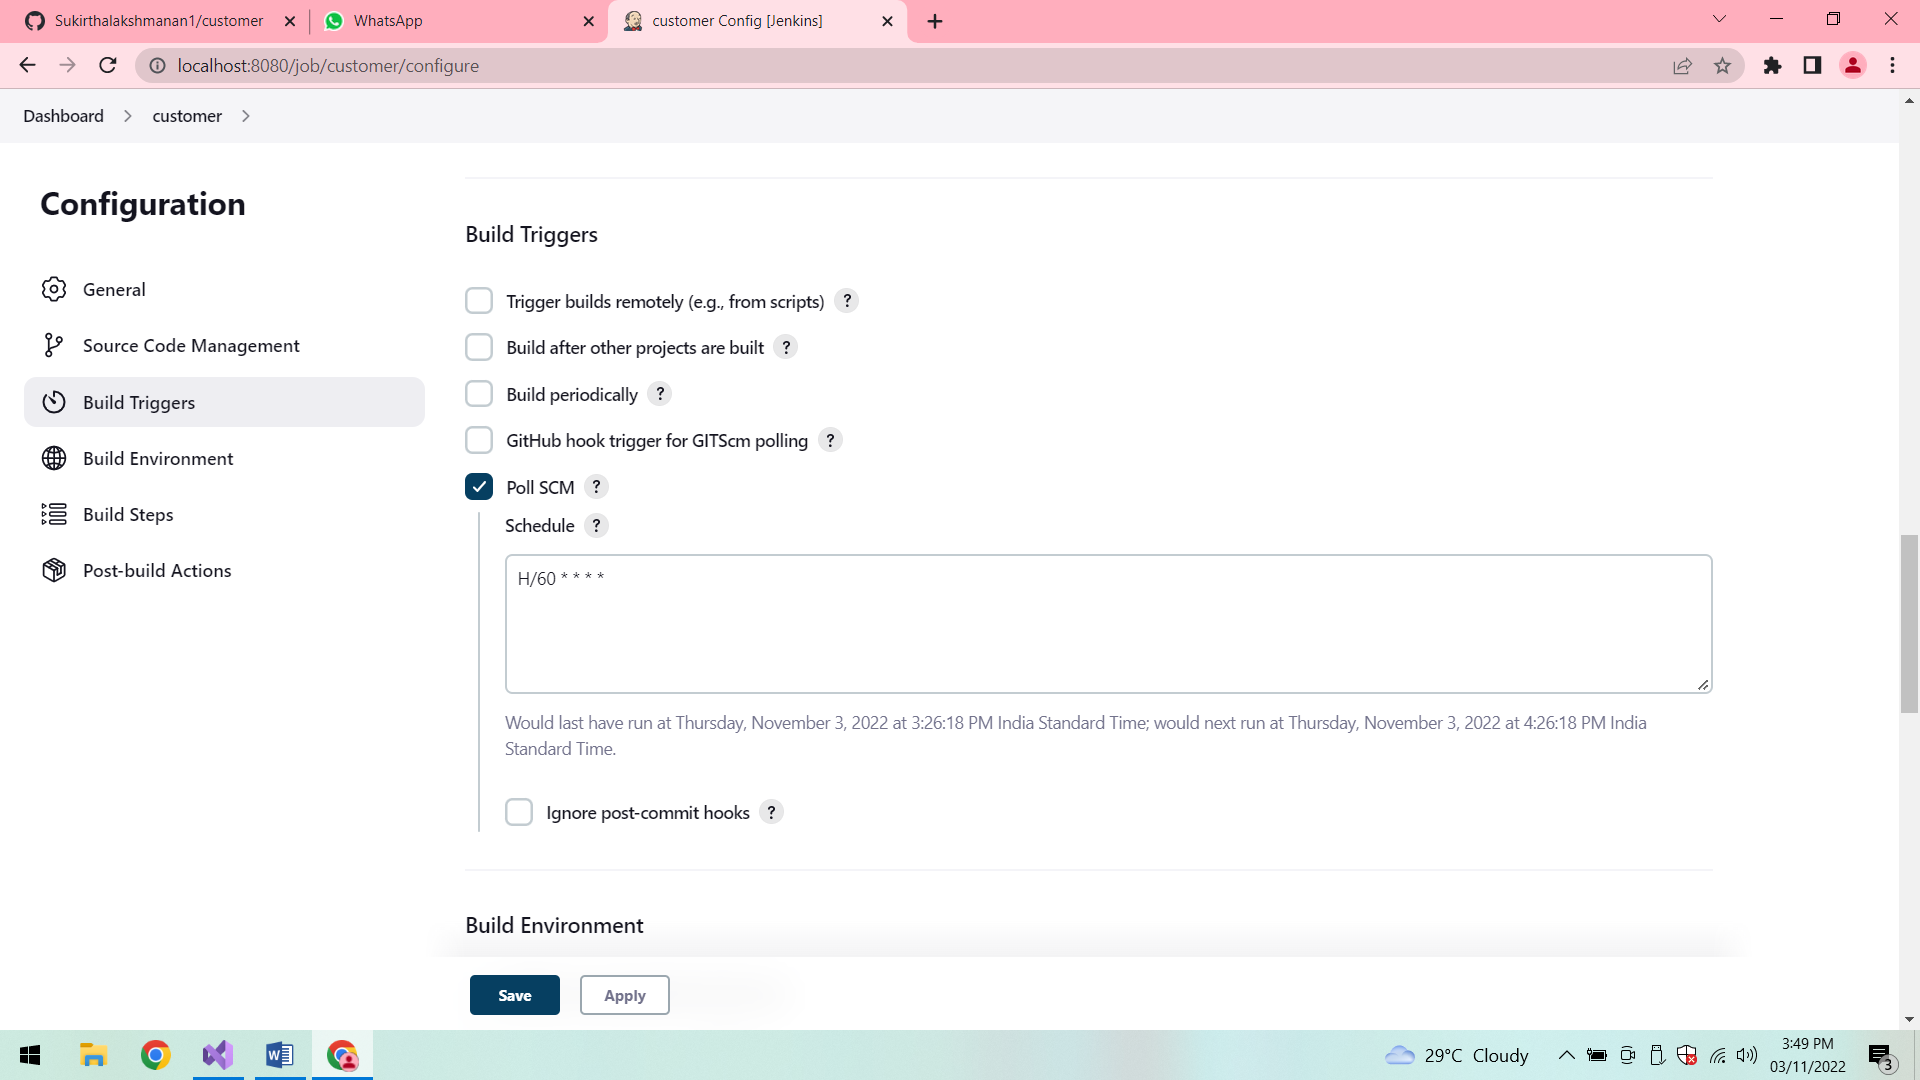 Sukirthalakshmanan1/customer
WhatsApp
customer Config [Jenkins]
localhost:8080/job/customer/configure
Dashboard
customer
Configuration
General
Source Code Management
Build Triggers
Build Environment
Build Steps
Post-build Actions
Build Triggers
Trigger builds remotely (e.g., from scripts) ?
Build after other projects are built ?
Build periodically ?
GitHub hook trigger for GITScm polling ?
Poll SCM ?
Schedule ?
H/60 * * * *
Would last have run at Thursday, November 3, 2022 at 3:26:18 PM India Standard Time; would next run at Thursday, November 3, 2022 at 4:26:18 PM India
Standard Time.
Ignore post-commit hooks ?
Build Environment
Save
Apply
29°C Cloudy
3:49 PM
03/11/2022
3